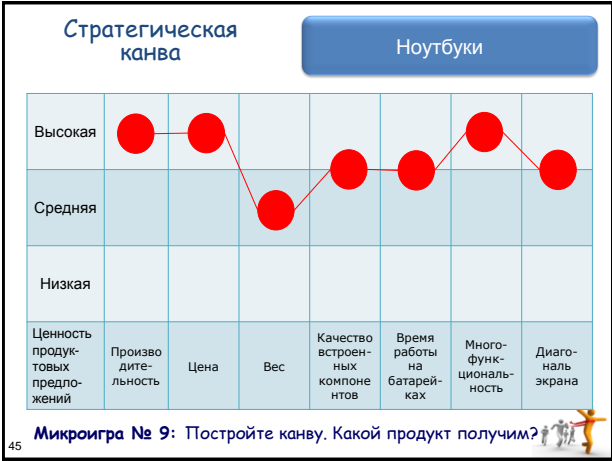 Стратегическая
канва
Ноутбуки
Высокая
Средняя
Низкая
Ценность
продук-
товых
предло-
жений
Произво
дите-
льность
Цена
Вес
Качество
встроен-
ных
компоне
нтов
Время
работы
на
батарей-
ках
Много-
функ-
циональ-
ность
Диаго-
наль
экрана
Микроигра № 9: Постройте канву. Какой продукт получим?
45